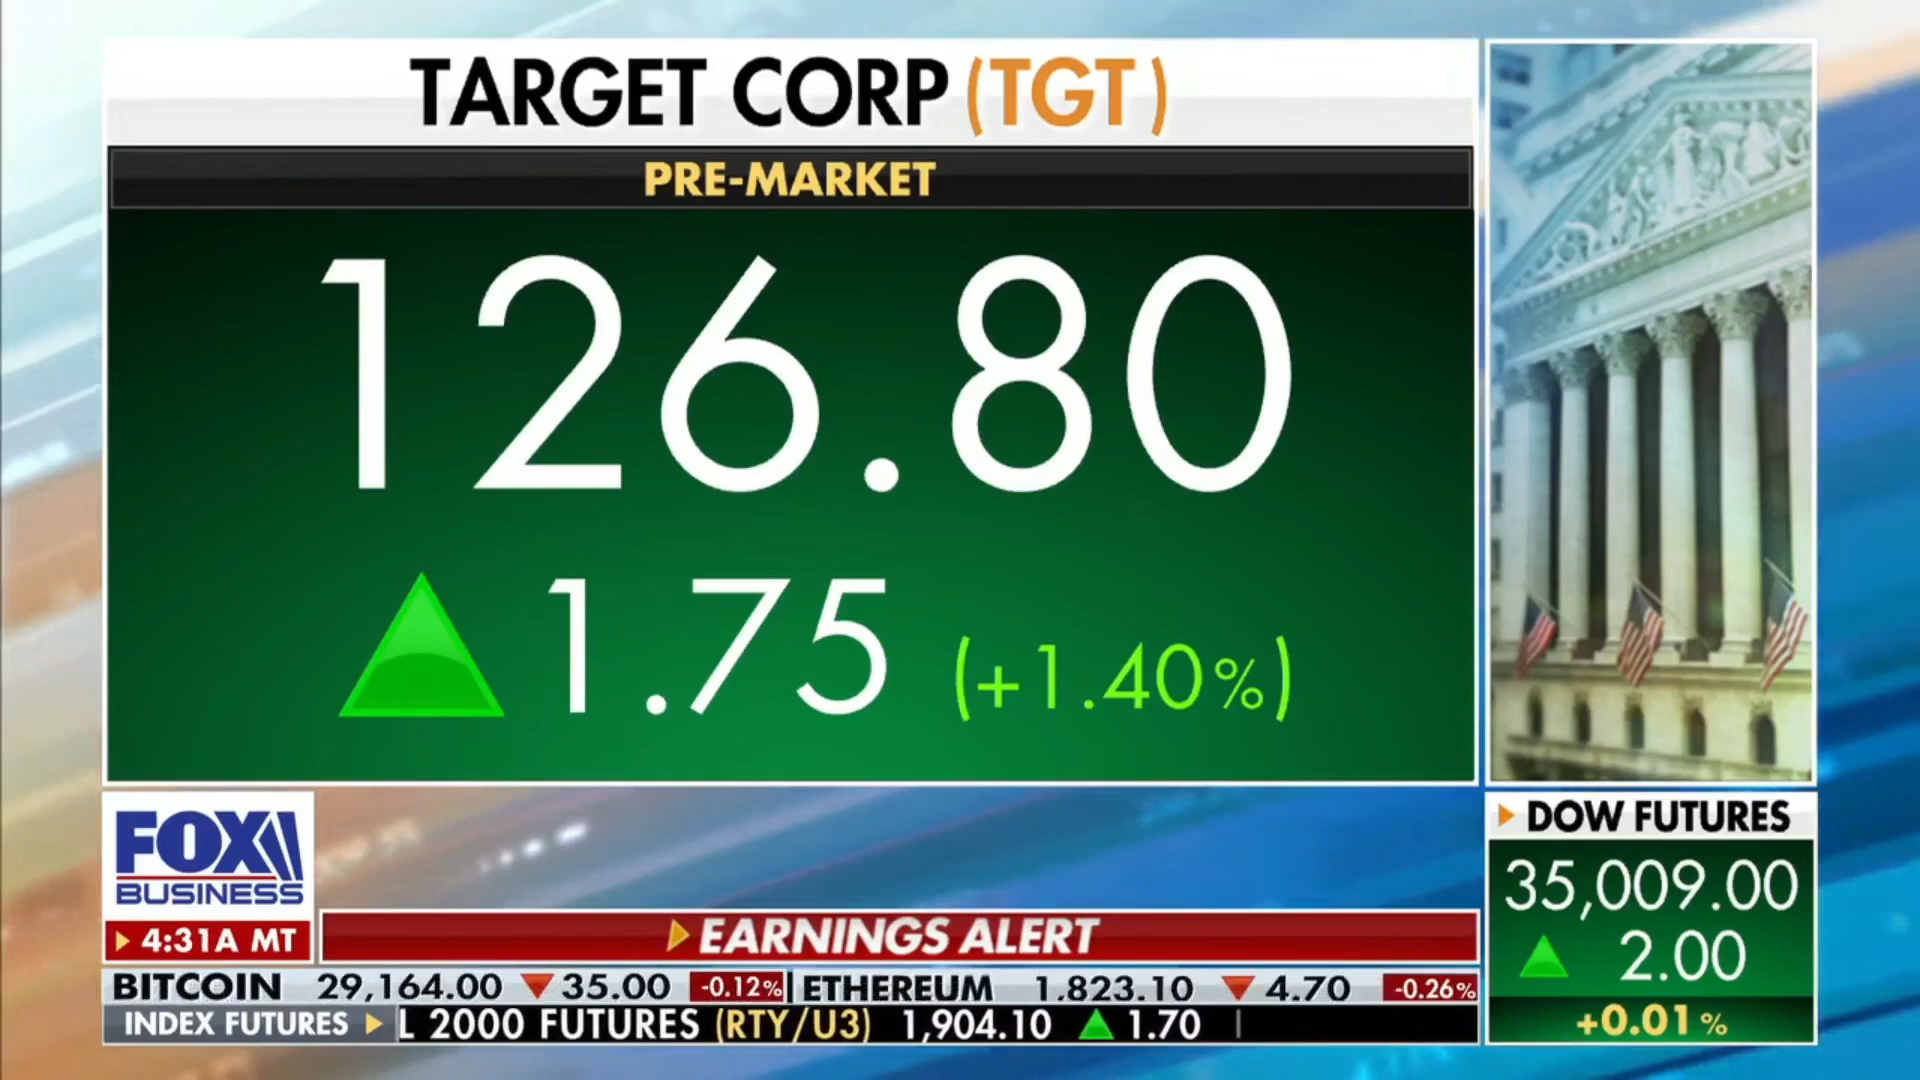 TARGET CORP (TGT)
PRE-MARKET
126.80
1.75 (+1.40%)
FOX
BUSINESS
4:31A MT
EARNINGS ALERT
BITCOIN 29,164.00 35.00 -0.12% ETHEREUM 1,823.10 4.70 -0.26%
INDEX FUTURES L 2000 FUTURES (RTY/U3) 1,904.10 1.70
DOW FUTURES
35,009.00
2.00
+0.01%